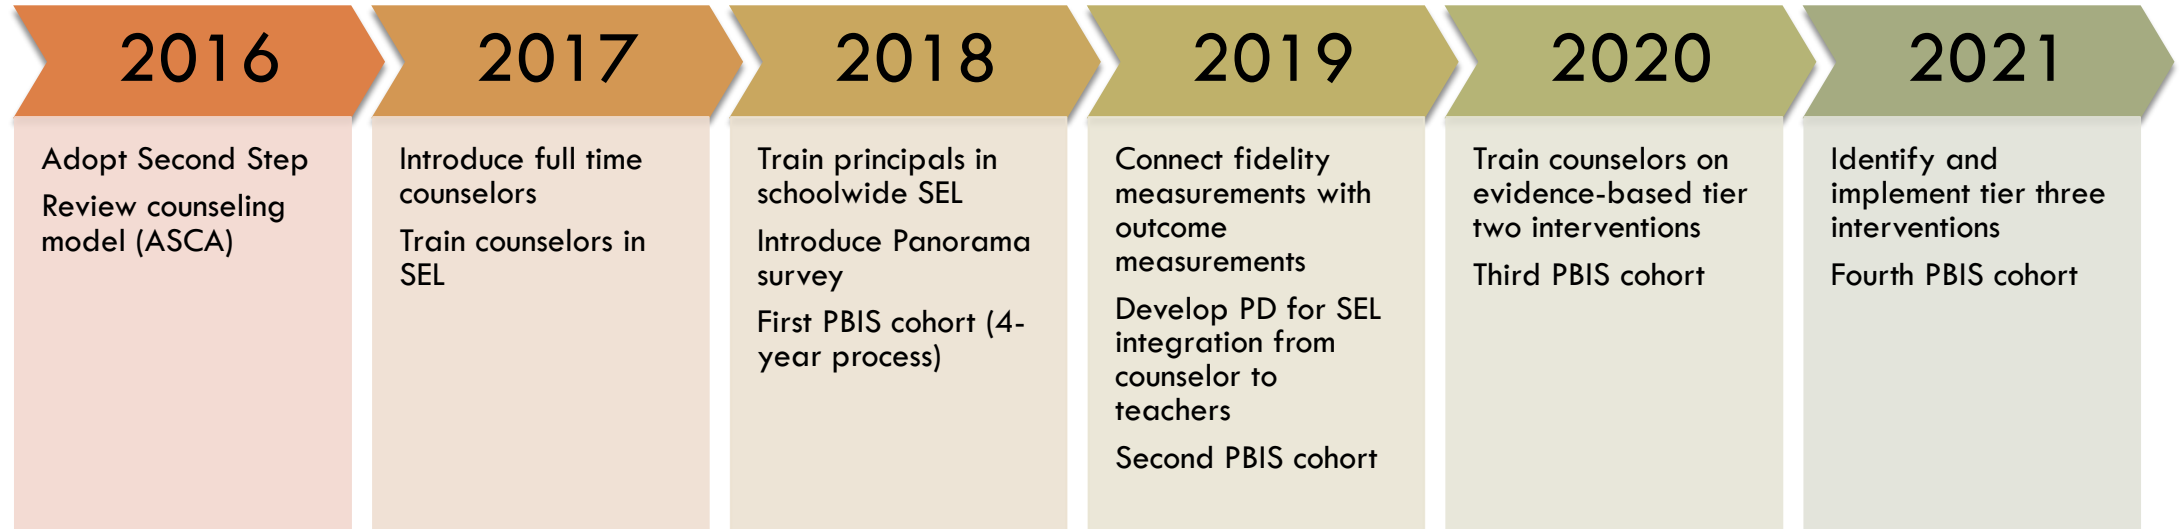 2016
Adopt Second Step
Review counseling
model (ASCA)
2017
Introduce full time
counselors
Train counselors in
SEL
2018
Train principals in
schoolwide SEL
Introduce Panorama
survey
First PBIS cohort (4-
year process)
2019
Connect fidelity
measurements with
outcome
measurements
Develop PD for SEL
integration from
counselor to
teachers
Second PBIS cohort
2020
Train counselors on
evidence-based tier
two interventions
Third PBIS cohort
2021
Identify and
implement tier three
interventions
Fourth PBIS cohort